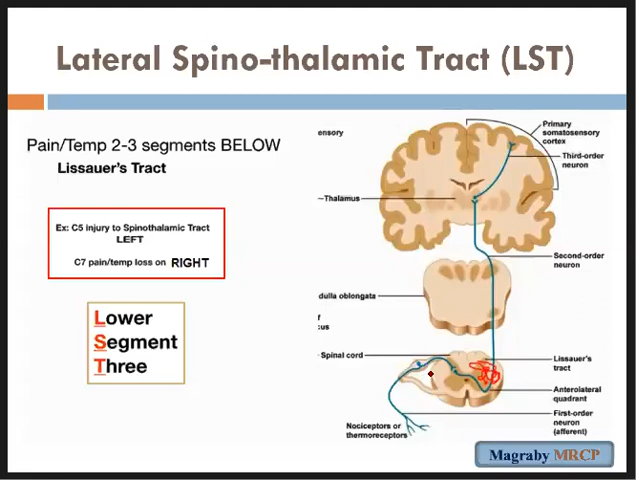 Lateral Spino-thalamic Tract (LST)
Pain/Temp 2-3 segments BELOW
Lissauer's Tract
Ex: C5 injury to Spinothalamic Tract
LEFT
C7 pain/temp loss on RIGHT
Lower
Segment
Three
ensory
Primary
somatosensory
cortex
Third-order
neuron
Thalamus
Second-order
neuron
dulla oblongata
f
cus
Spinal cord
Lissauer's
tract
Anterolateral
quadrant
First-order
neuron
(afferent)
Nociceptors or
thermoreceptors
Magraby MRCP